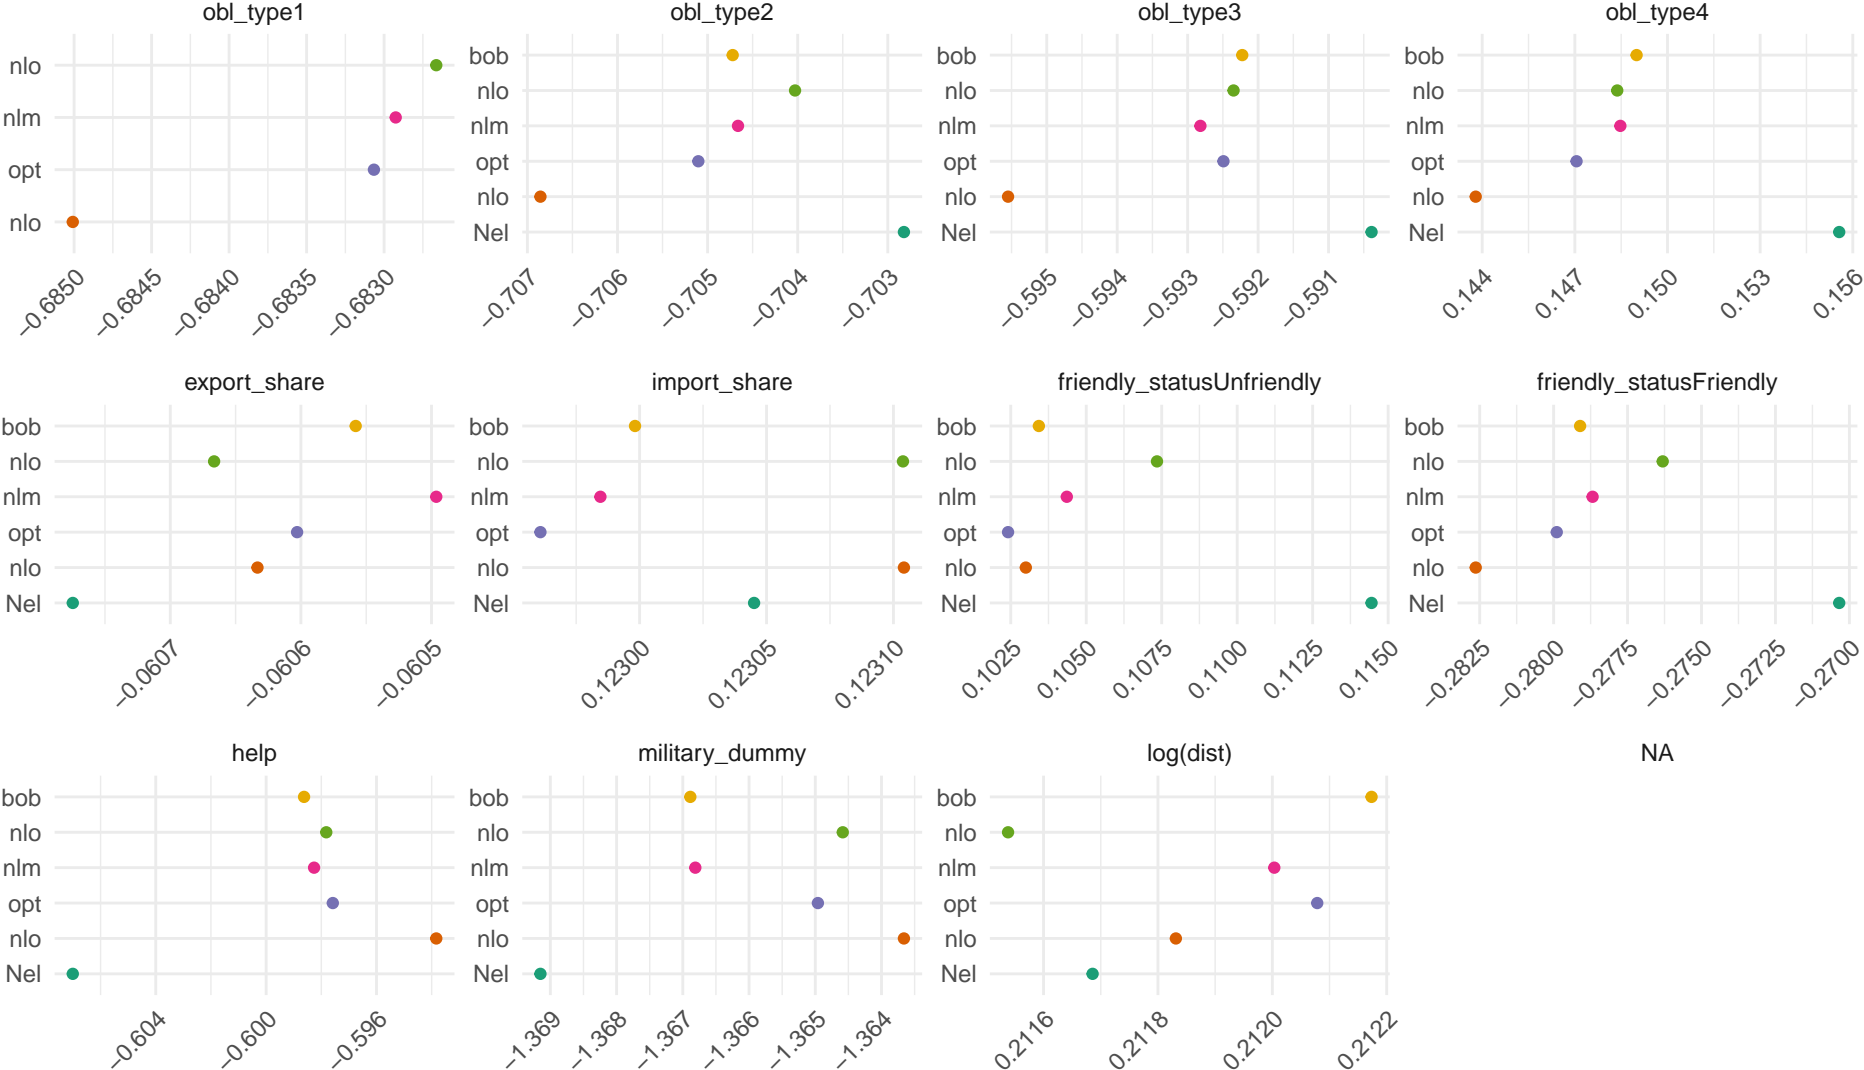 obl_type1 obl_type2 obl_type3 obl_type4
nlo
nlm
opt
nlo
−0.6850 −0.6845 −0.6840 −0.6835 −0.6830
bob
nlo
nlm
opt
nlo
Nel
−0.707 −0.706 −0.705 −0.704 −0.703
bob
nlo
nlm
opt
nlo
Nel
−0.595 −0.594 −0.593 −0.592 −0.591
bob
nlo
nlm
opt
nlo
Nel
0.144 0.147 0.150 0.153 0.156
export_share import_share friendly_statusUnfriendly friendly_statusFriendly
bob
nlo
nlm
opt
nlo
Nel
−0.0607 −0.0606 −0.0605
bob
nlo
nlm
opt
nlo
Nel
0.12300 0.12305 0.12310
bob
nlo
nlm
opt
nlo
Nel
0.1025 0.1050 0.1075 0.1100 0.1125 0.1150
bob
nlo
nlm
opt
nlo
Nel
−0.2825 −0.2800 −0.2775 −0.2750 −0.2725 −0.2700
help military_dummy log(dist) NA
bob
nlo
nlm
opt
nlo
Nel
−0.604 −0.600 −0.596
bob
nlo
nlm
opt
nlo
Nel
−1.369 −1.368 −1.367 −1.366 −1.365 −1.364
bob
nlo
nlm
opt
nlo
Nel
0.2116 0.2118 0.2120 0.2122